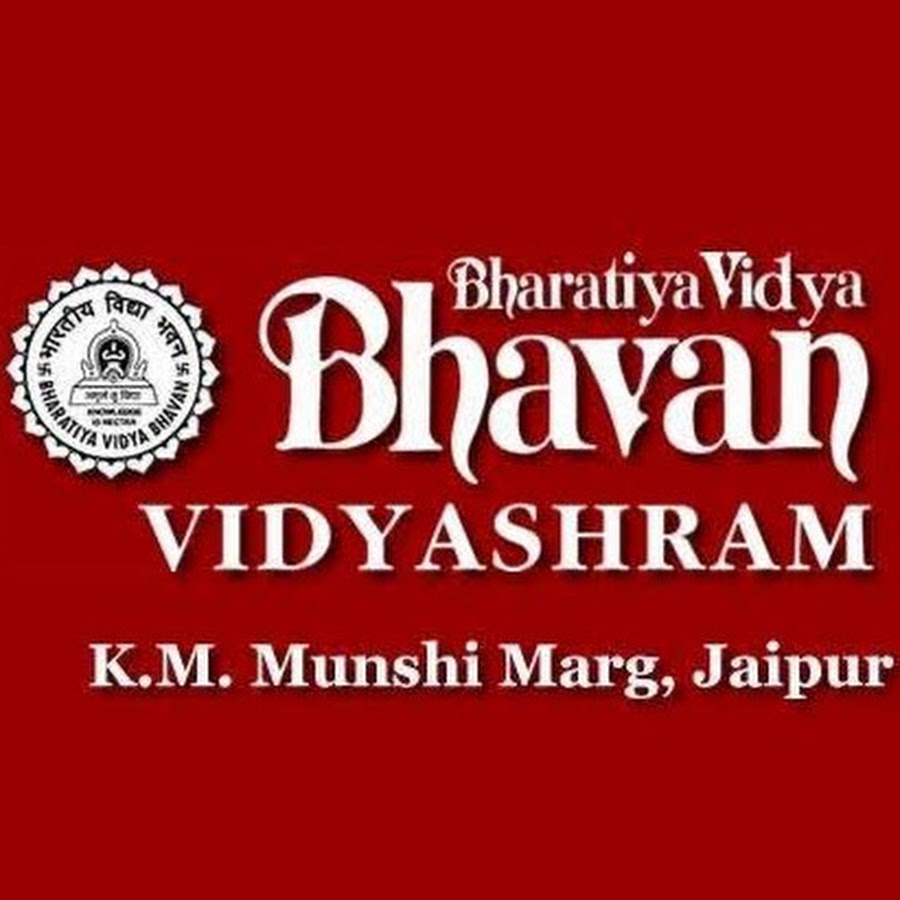 भारतीय विद्या भवन
अमृतं तु विद्या
KNOWLEDGE
IS NECTAR
BHARATIYA VIDYA BHAVAN
Bharatiya Vidya
Bhavan
VIDYASHRAM
K.M. Munshi Marg, Jaipur